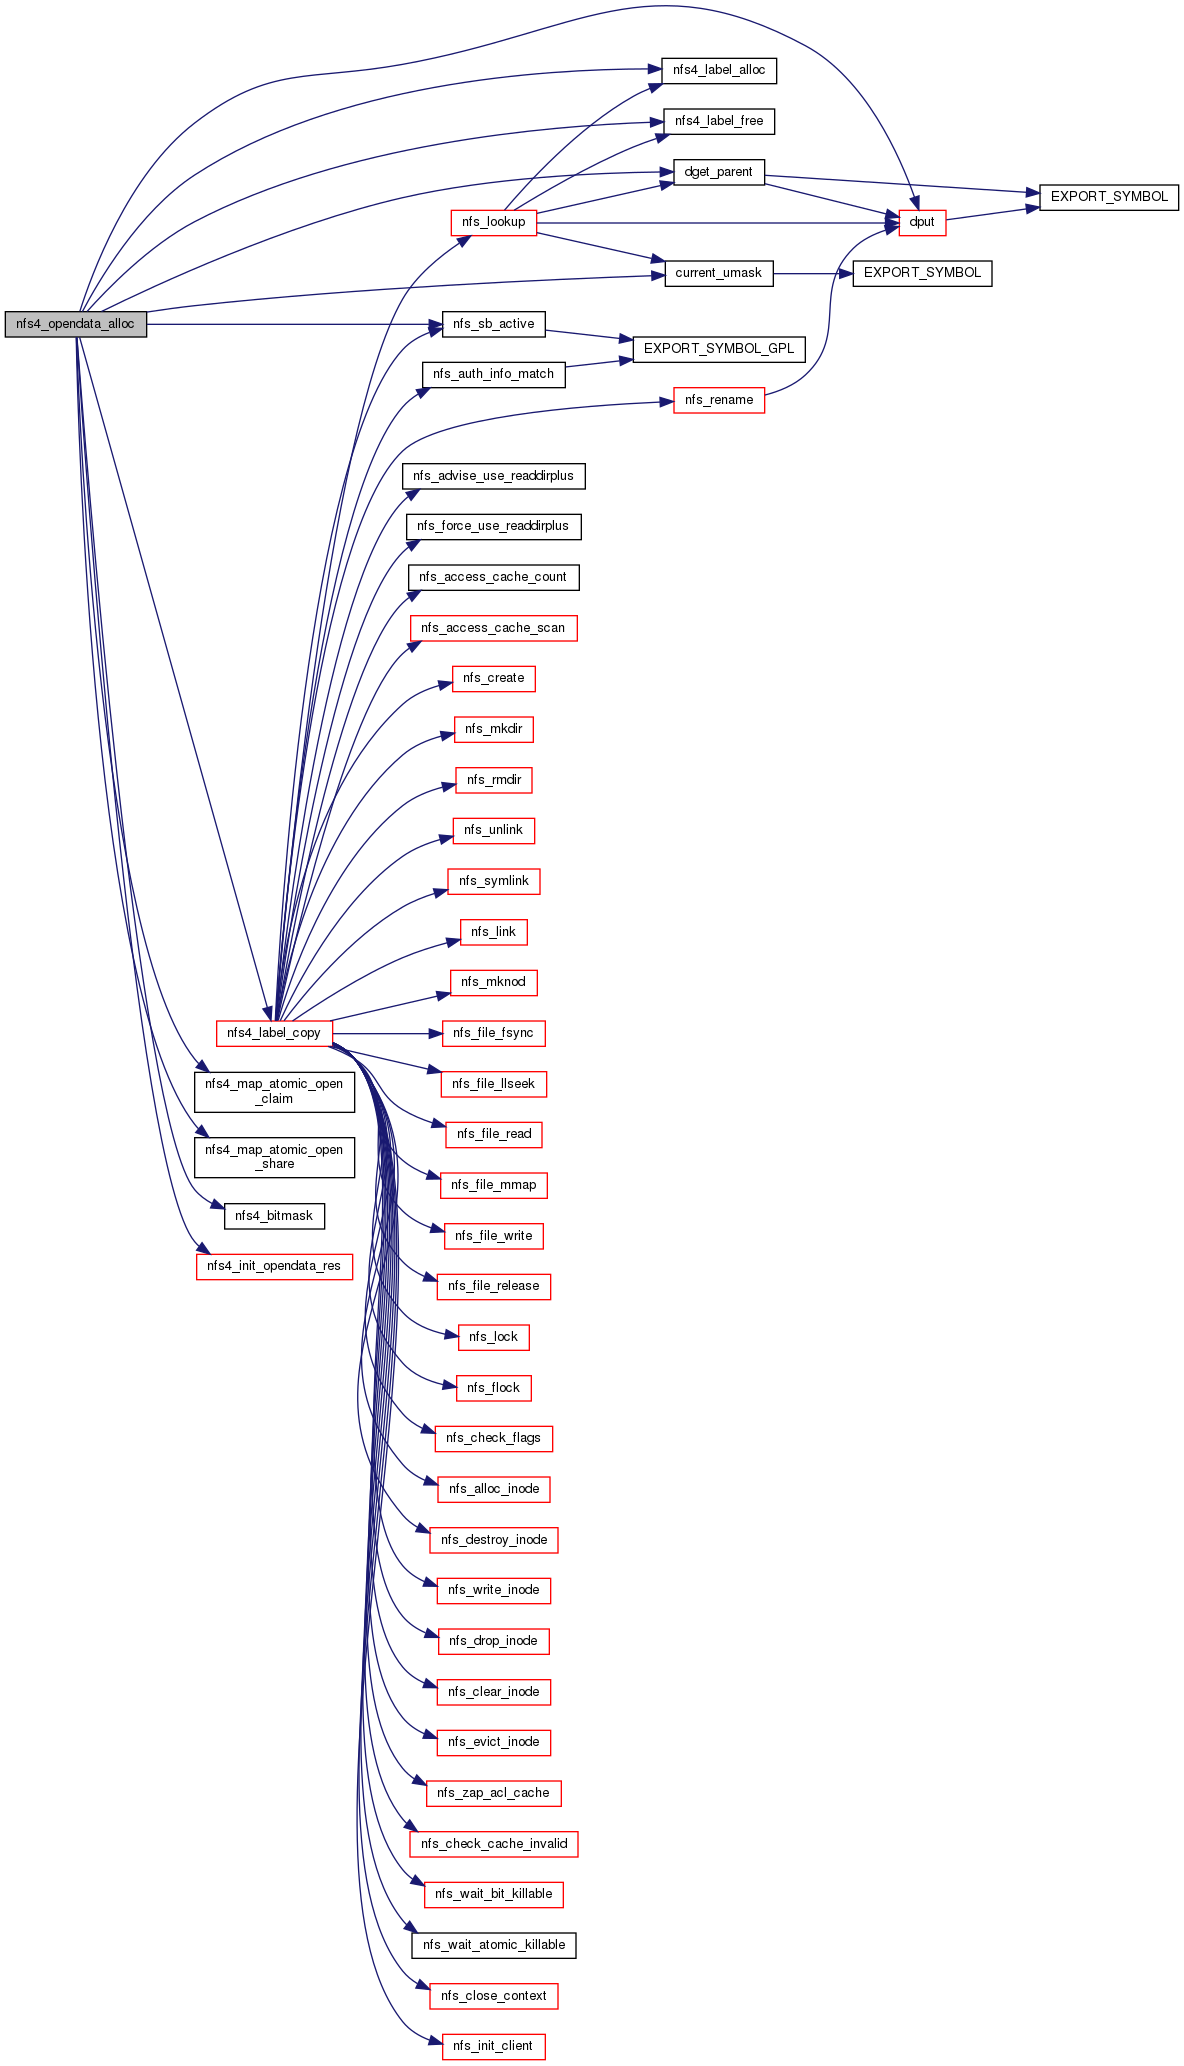 nfs4_label_alloc
nfs4_label_free
dget_parent
EXPORT_SYMBOL
nfs_lookup
dput
current_umask
EXPORT_SYMBOL
nfs4_opendata_alloc
nfs_sb_active
EXPORT_SYMBOL_GPL
nfs_auth_info_match
nfs_rename
nfs_advise_use_readdirplus
nfs_force_use_readdirplus
nfs_access_cache_count
nfs_access_cache_scan
nfs_create
nfs_mkdir
nfs_rmdir
nfs_unlink
nfs_symlink
nfs_link
nfs_mknod
nfs4_label_copy
nfs_file_fsync
nfs_file_llseek
nfs4_map_atomic_open
_claim
nfs_file_read
nfs4_map_atomic_open
_share
nfs_file_mmap
nfs4_bitmask
nfs_file_write
nfs4_init_opendata_res
nfs_file_release
nfs_lock
nfs_flock
nfs_check_flags
nfs_alloc_inode
nfs_destroy_inode
nfs_write_inode
nfs_drop_inode
nfs_clear_inode
nfs_evict_inode
nfs_zap_acl_cache
nfs_check_cache_invalid
nfs_wait_bit_killable
nfs_wait_atomic_killable
nfs_close_context
nfs_init_client